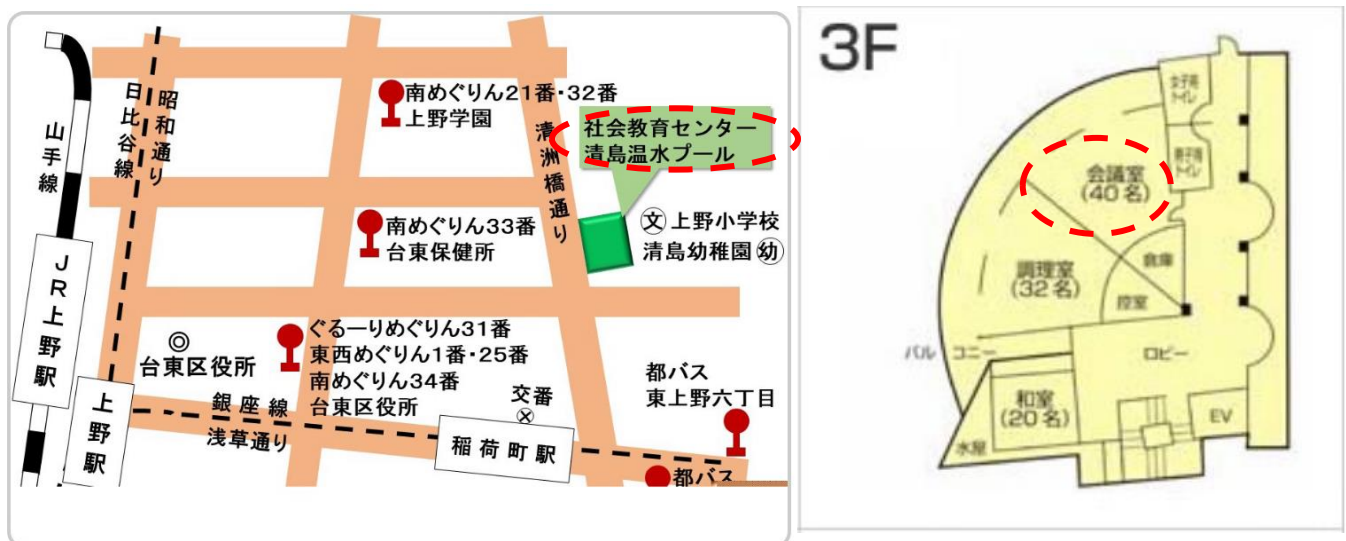 山手線
日比谷線
昭和通り
南めぐりん21番・32番
上野学園
清洲橋通り
社会教育センター
清島温水プール
南めぐりん33番
台東保健所
文 上野小学校
清島幼稚園 幼
JR上野駅
台東区役所
ぐるーりめぐりん31番
東西めぐりん1番・25番
南めぐりん34番
台東区役所
上野駅
銀座線
浅草通り
交番
稲荷町駅
都バス
東上野六丁目
都バス
3F
女子用
トイレ
男子用
トイレ
会議室
(40名)
調理室
(32名)
倉庫
控室
バルコニー
ロビー
和室
(20名)
水屋
EV